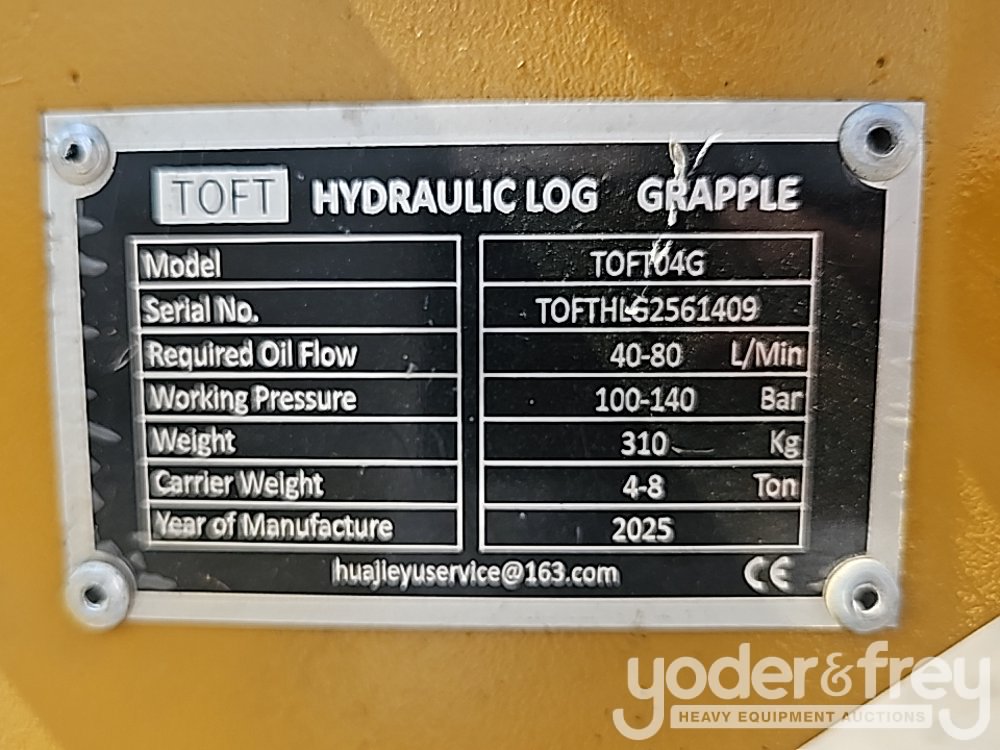 TOFT HYDRAULIC LOG GRAPPLE
Model TOFT04G
Serial No. TOFTHLG2561409
Required Oil Flow 40-80 L/Min
Working Pressure 100-140 Bar
Weight 310 Kg
Carrier Weight 4-8 Ton
Year of Manufacture 2025
huajieyuservice@163.com CE
yoder&frey
HEAVY EQUIPMENT AUCTIONS